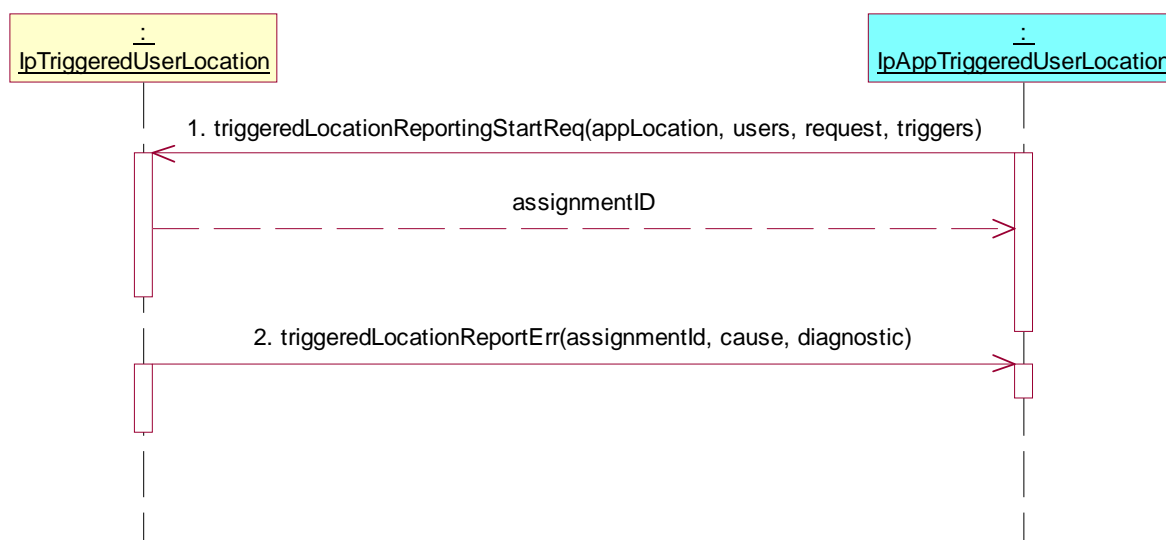 :
IpTriggeredUserLocation
:
IpAppTriggeredUserLocation
1. triggeredLocationReportingStartReq(appLocation, users, request, triggers)
assignmentID
2. triggeredLocationReportErr(assignmentId, cause, diagnostic)